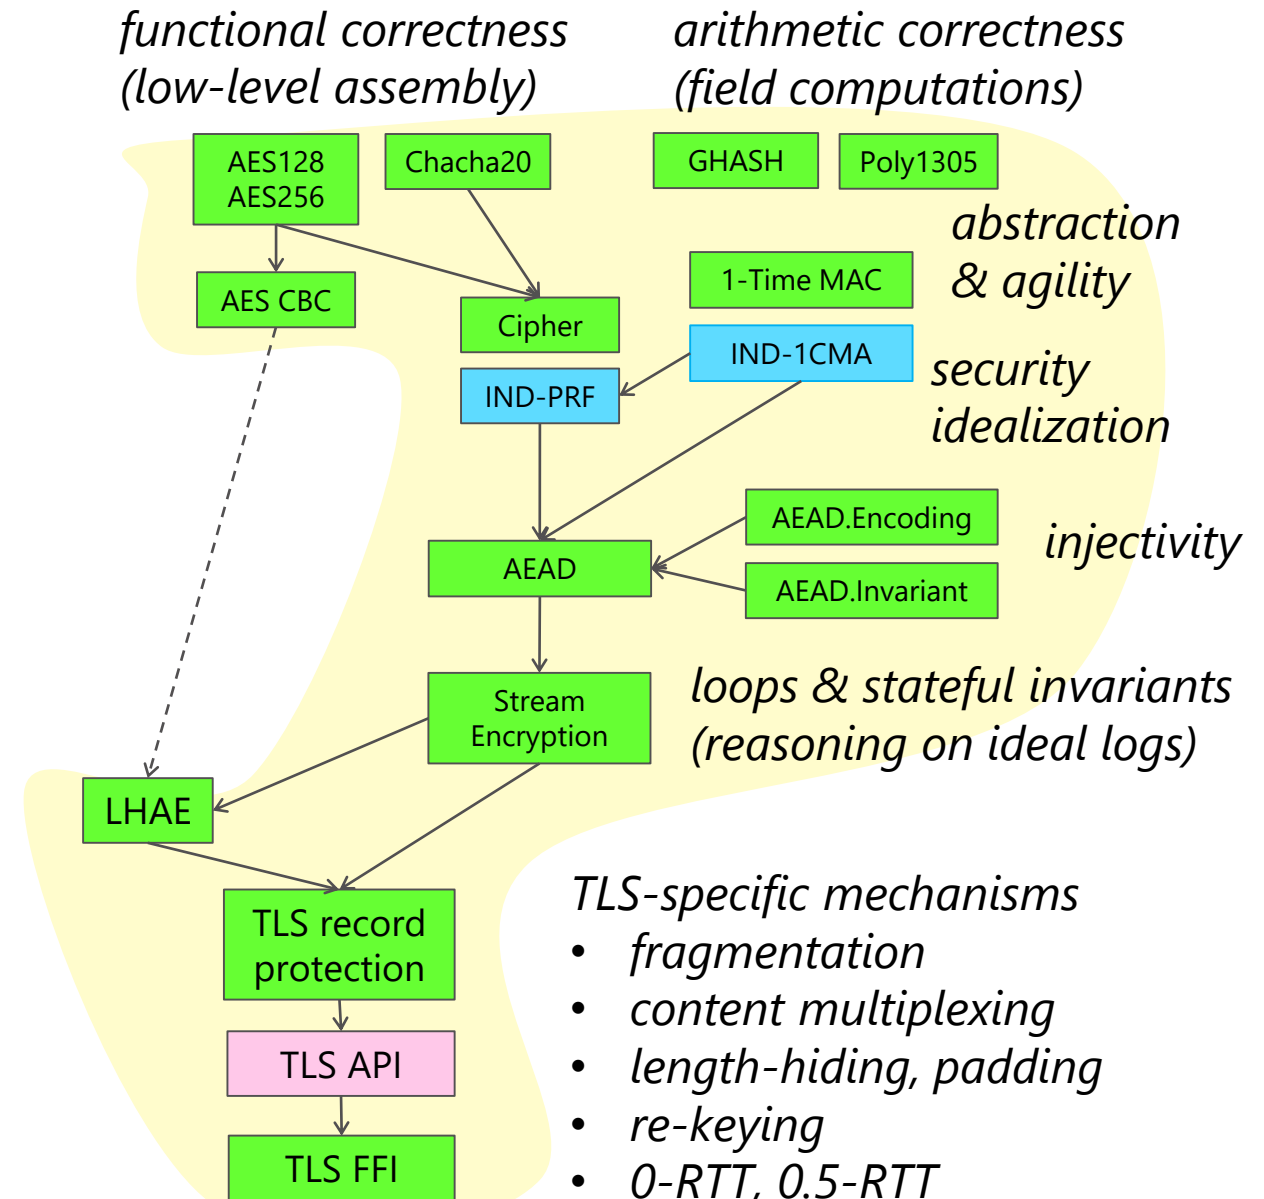 functional correctness
(low-level assembly)
arithmetic correctness
(field computations)
AES128
AES256
Chacha20
GHASH
Poly1305
abstraction
& agility
AES CBC
1-Time MAC
Cipher
IND-1CMA
IND-PRF
security
idealization
AEAD.Encoding
injectivity
AEAD
AEAD.Invariant
Stream
Encryption
loops & stateful invariants
(reasoning on ideal logs)
LHAE
TLS record
protection
TLS API
TLS FFI
TLS-specific mechanisms
• fragmentation
• content multiplexing
• length-hiding, padding
• re-keying
• 0-RTT, 0.5-RTT